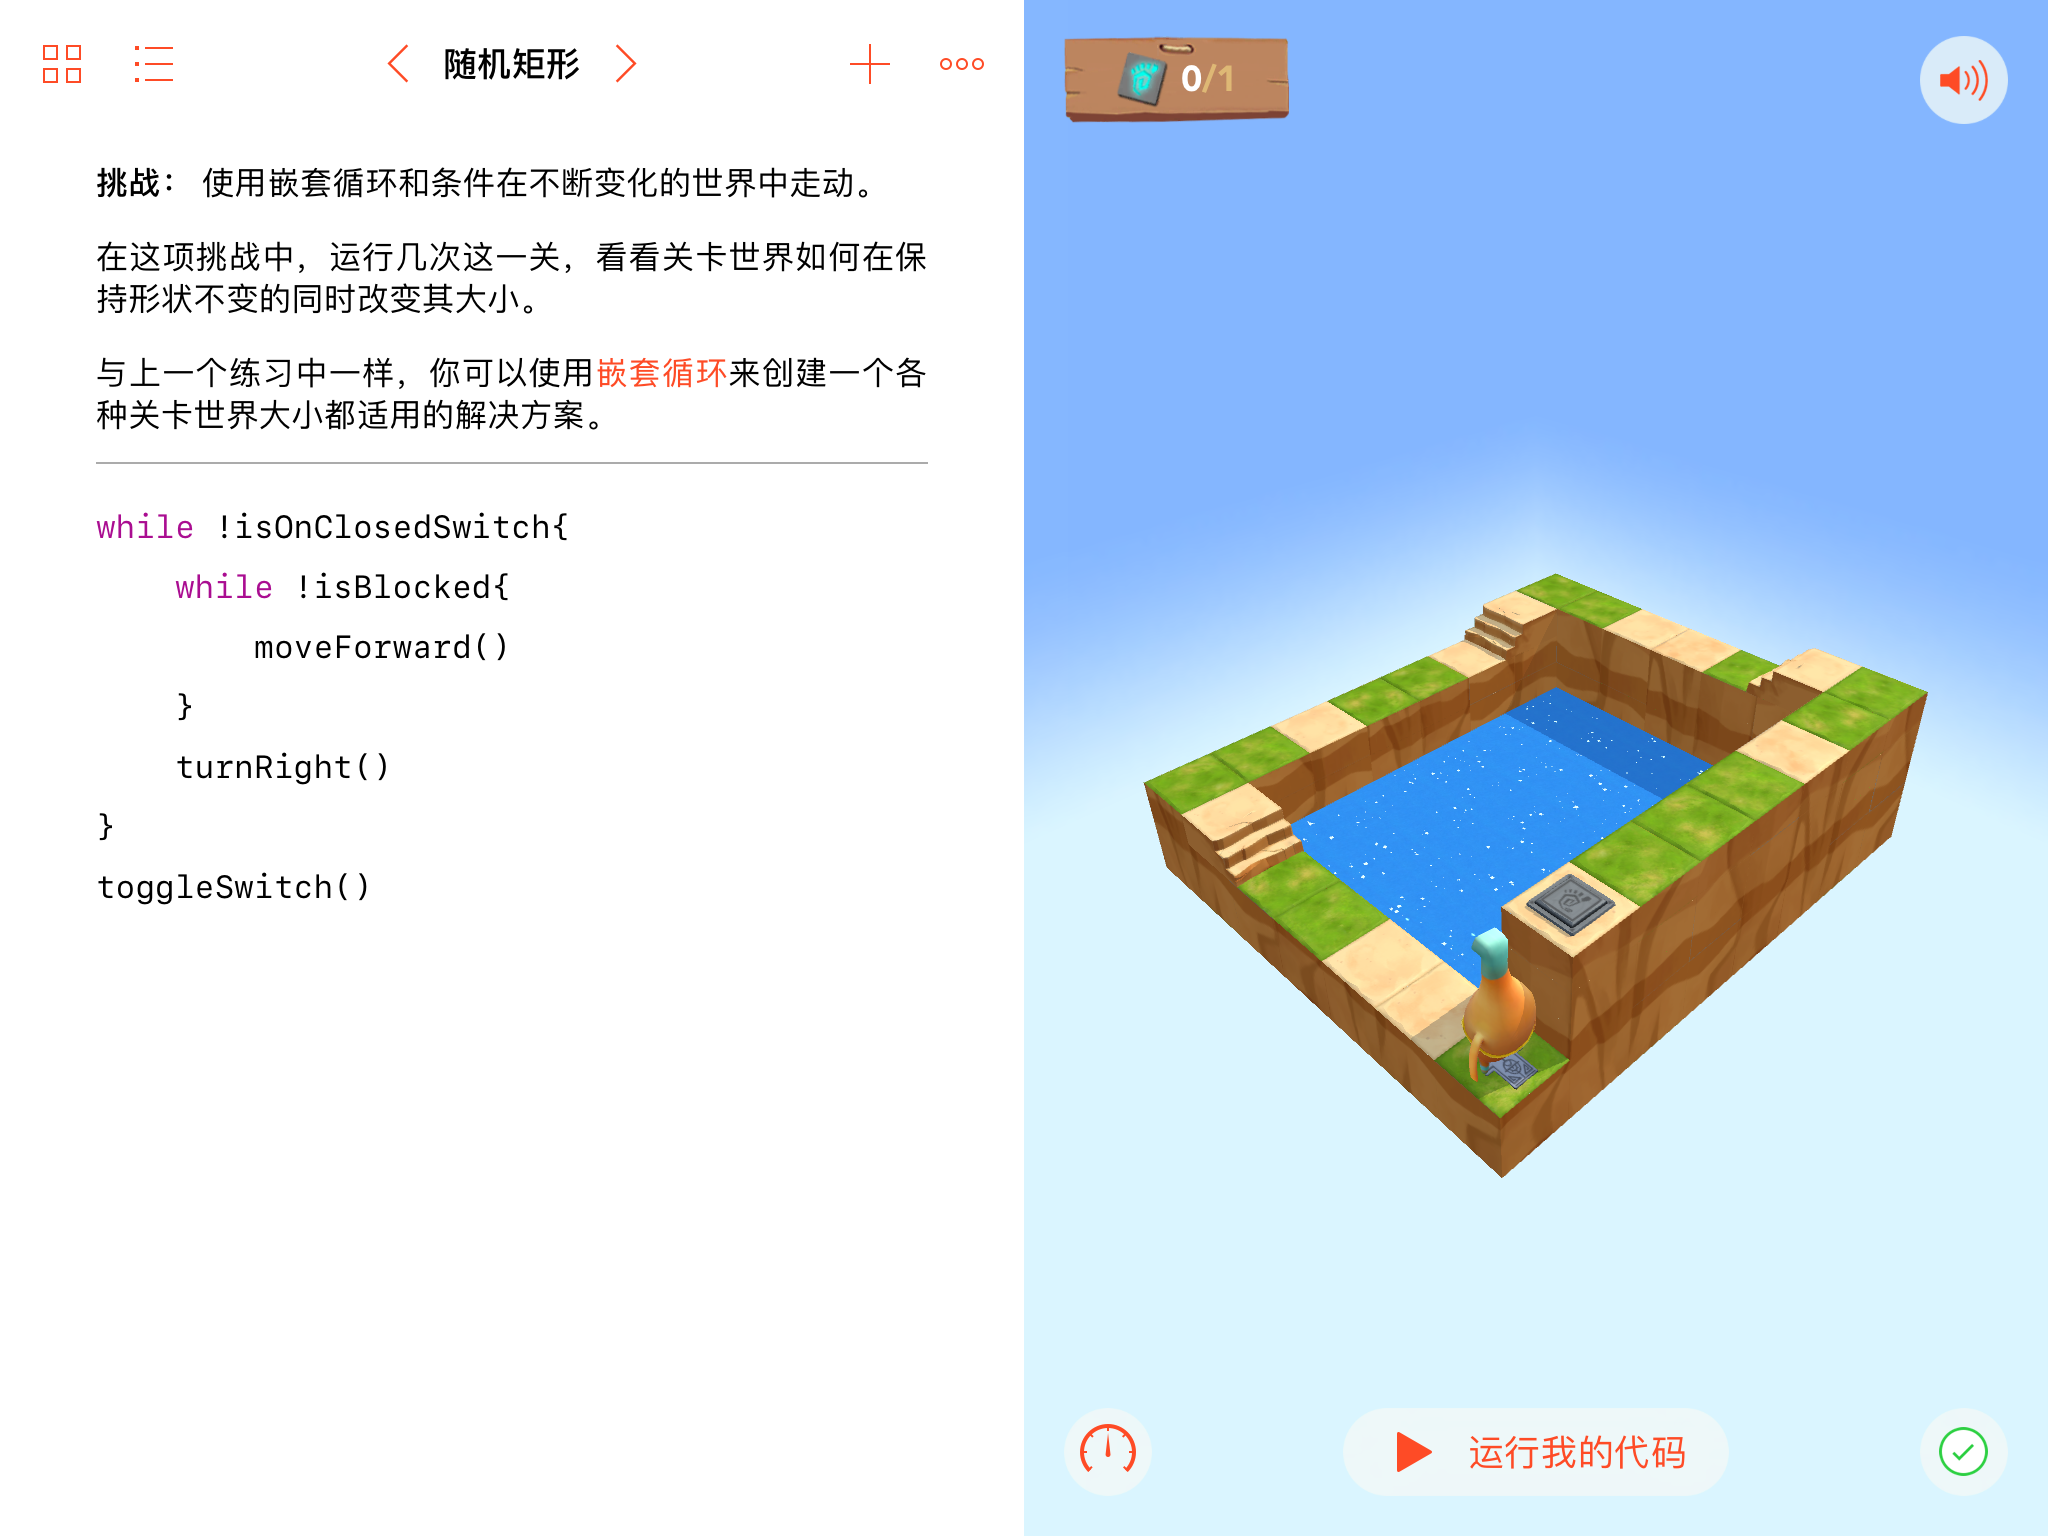 随机矩形
挑战： 使用嵌套循环和条件在不断变化的世界中走动。
在这项挑战中，运行几次这一关，看看关卡世界如何在保
持形状不变的同时改变其大小。
与上一个练习中一样，你可以使用嵌套循环来创建一个各
种关卡世界大小都适用的解决方案。
while !isOnClosedSwitch{
while !isBlocked{
moveForward()
}
turnRight()
}
toggleSwitch()
0/1
运行我的代码